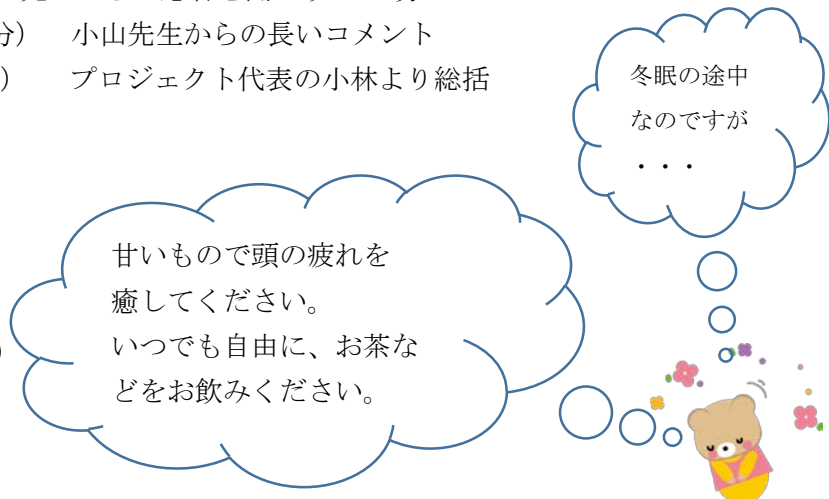 分） 小山先生からの長いコメント
） プロジェクト代表の小林より総括
冬眠の途中
なのですが
・・・
甘いもので頭の疲れを
癒してください。
いつでも自由に、お茶な
どをお飲みください。